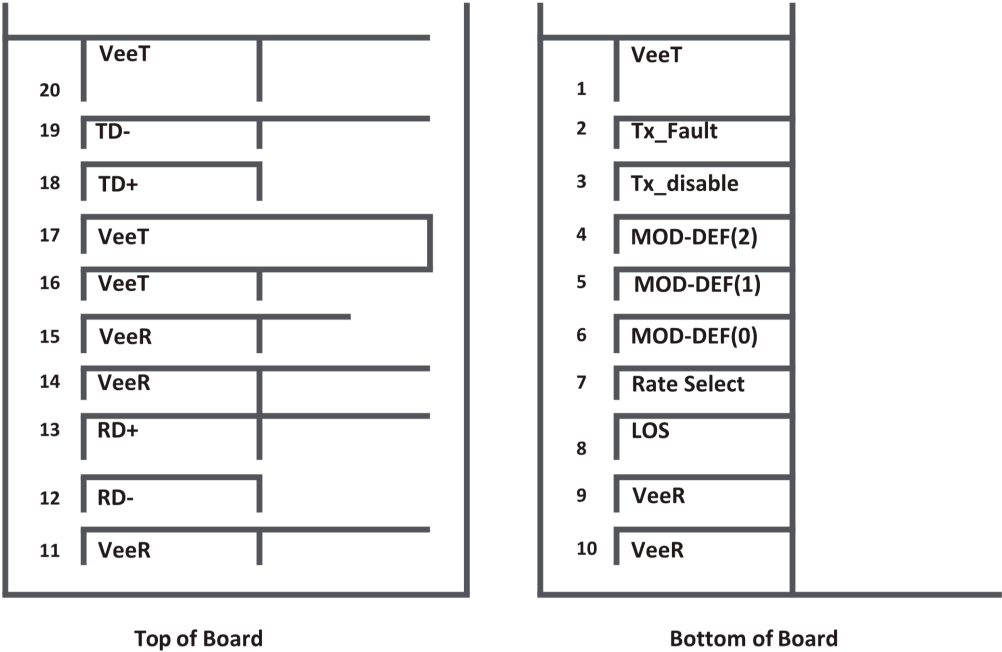 VeeT
20
19 TD-
18 TD+
17 VeeT
16 VeeT
15 VeeR
14 VeeR
13 RD+
12 RD-
11 VeeR
Top of Board
VeeT
1
2 Tx_Fault
3 Tx_disable
4 MOD-DEF(2)
5 MOD-DEF(1)
6 MOD-DEF(0)
7 Rate Select
LOS
8
9 VeeR
10 VeeR
Bottom of Board